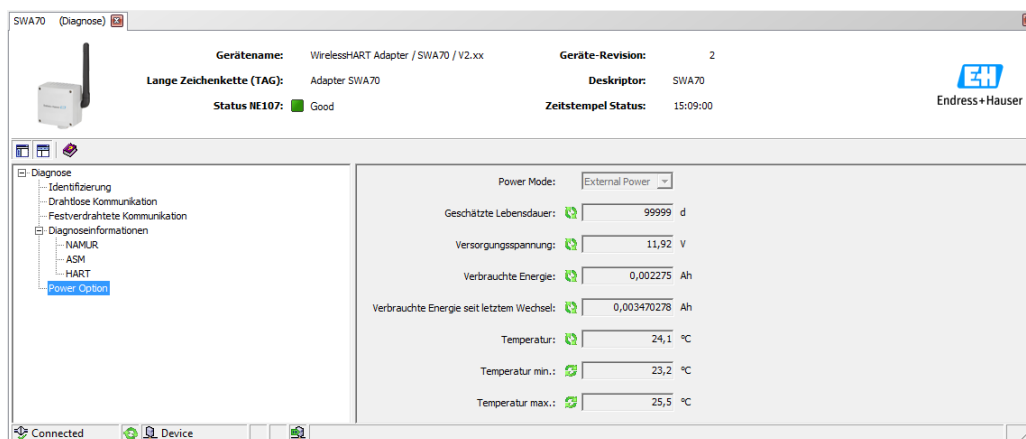 SWA70 (Diagnose)
Gerätename: WirelessHART Adapter / SWA70 / V2.xx Geräte-Revision: 2
Lange Zeichenkette (TAG): Adapter SWA70 Deskriptor: SWA70
Status NE107: Good Zeitstempel Status: 15:09:00
EH
Endress+Hauser
Diagnose
Identifizierung
Drahtlose Kommunikation
Festverdrahtete Kommunikation
Diagnoseinformationen
NAMUR
ASM
HART
Power Option
Power Mode: External Power
Geschätzte Lebensdauer: 99999 d
Versorgungsspannung: 11,92 V
Verbrauchte Energie: 0,002275 Ah
Verbrauchte Energie seit letztem Wechsel: 0,003470278 Ah
Temperatur: 24,1 °C
Temperatur min.: 23,2 °C
Temperatur max.: 25,5 °C
Connected Device